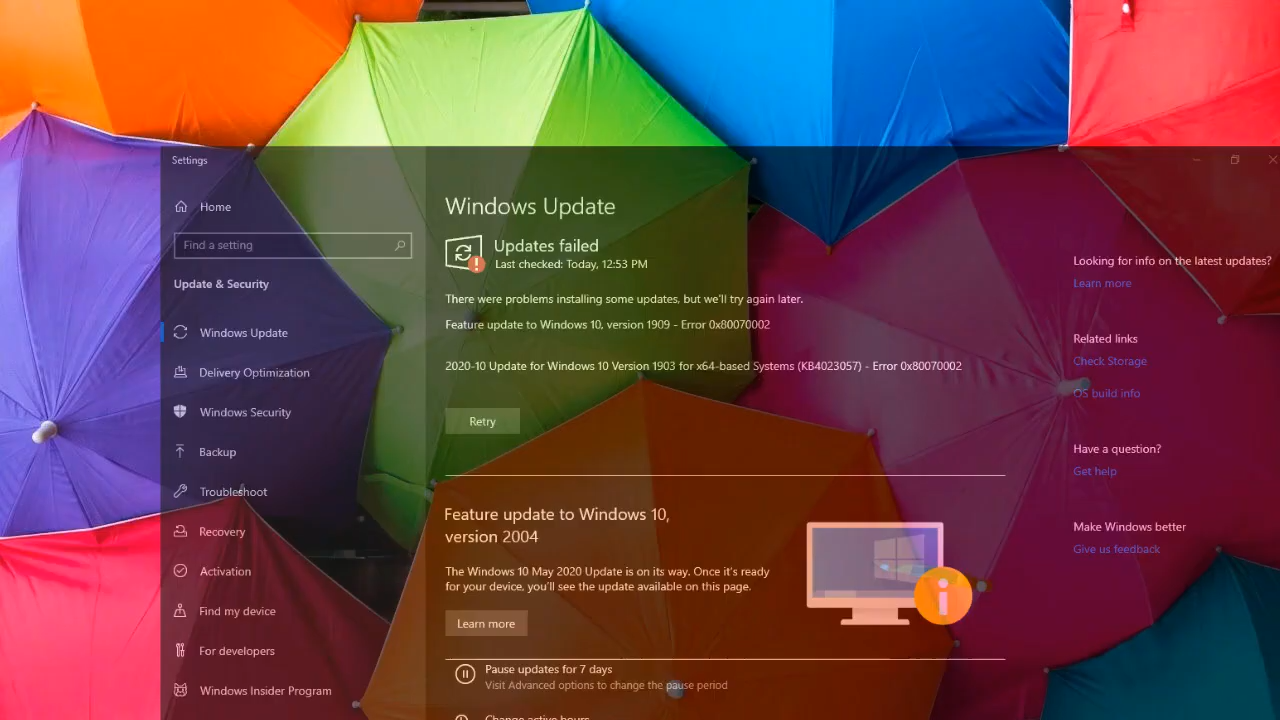 Settings
Home
Find a setting
Update & Security
Windows Update
Delivery Optimization
Windows Security
Backup
Troubleshoot
Recovery
Activation
Find my device
For developers
Windows Insider Program
Windows Update
Updates failed
Last checked: Today, 12:53 PM
There were problems installing some updates, but we'll try again later.
Feature update to Windows 10, version 1909 - Error 0x80070002
2020-10 Update for Windows 10 Version 1903 for x64-based Systems (KB4023057) - Error 0x80070002
Retry
Feature update to Windows 10,
version 2004
The Windows 10 May 2020 Update is on its way. Once it's ready
for your device, you'll see the update available on this page.
Learn more
Pause updates for 7 days
Visit Advanced options to change the pause period
Change active hours
Looking for info on the latest updates?
Learn more
Related links
Check Storage
OS build info
Have a question?
Get help
Make Windows better
Give us feedback